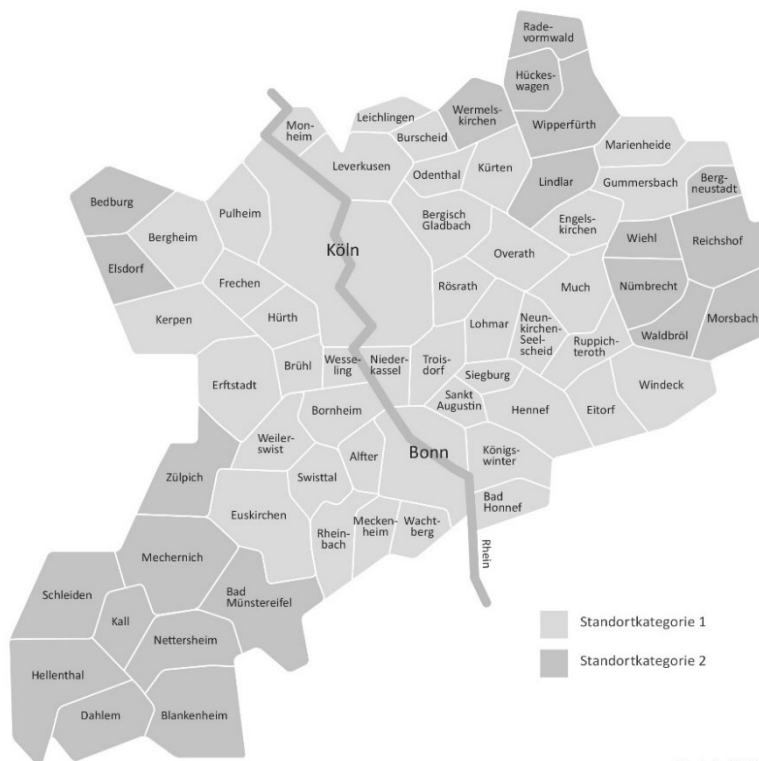 Rade-
vormwald
Hückes-
wagen
Wermels-
kirchen
Wipperfürth
Leichlingen
Mon-
heim
Burscheid
Marienheide
Leverkusen
Odenthal
Kürten
Lindlar
Gummersbach
Berg-
neustadt
Bedburg
Pulheim
Bergheim
Bergisch
Gladbach
Engels-
kirchen
Wiehl
Reichshof
Köln
Overath
Elsdorf
Frechen
Rösrath
Much
Nümbrecht
Kerpen
Hürth
Lohmar
Neun-
kirchen-
Seel-
scheid
Ruppich-
teroth
Waldbröl
Morsbach
Erftstadt
Brühl
Wesse-
ling
Nieder-
kassel
Trois-
dorf
Siegburg
Windeck
Sankt
Augustin
Hennef
Eitorf
Bornheim
Weiler-
swist
Alfter
Bonn
Königs-
winter
Zülpich
Swisttal
Bad
Honnef
Euskirchen
Rhein-
bach
Mecken-
heim
Wacht-
berg
Rhein
Mechernich
Schleiden
Kall
Bad
Münstereifel
Nettersheim
Hellenthal
Dahlem
Blankenheim
Standortkategorie 1
Standortkategorie 2